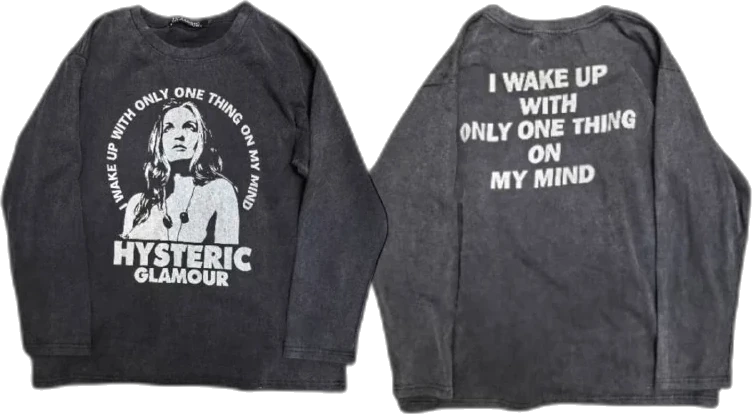 I WAKE UP WITH ONLY ONE THING ON MY MIND
HYSTERIC
GLAMOUR
I WAKE UP
WITH
ONLY ONE THING
ON
MY MIND